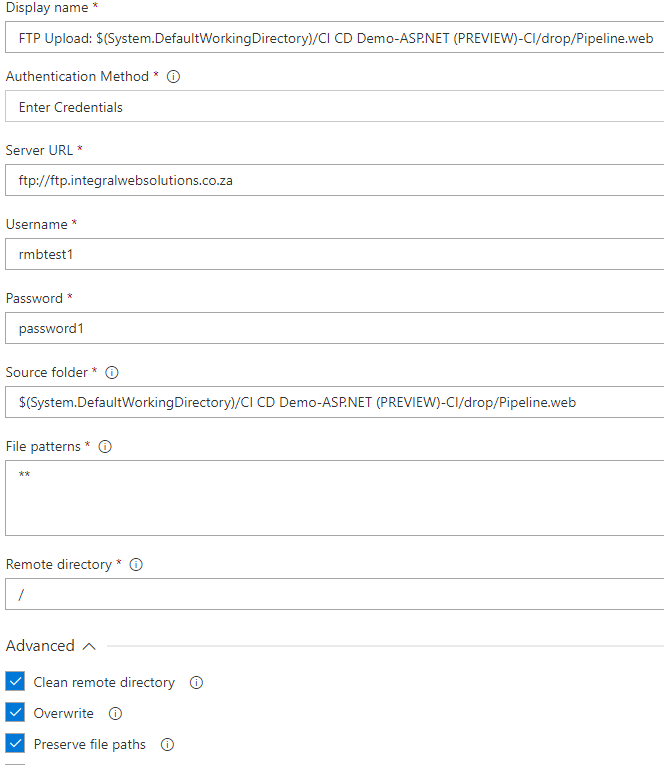 Display name *
FTP Upload: $(System.DefaultWorkingDirectory)/CI CD Demo-ASP.NET (PREVIEW)-CI/drop/Pipeline.web
Authentication Method *
Enter Credentials
Server URL *
ftp://ftp.integralwebsolutions.co.za
Username *
rmbtest1
Password *
password1
Source folder *
$(System.DefaultWorkingDirectory)/CI CD Demo-ASP.NET (PREVIEW)-CI/drop/Pipeline.web
File patterns *
**
Remote directory *
/
Advanced
Clean remote directory
Overwrite
Preserve file paths